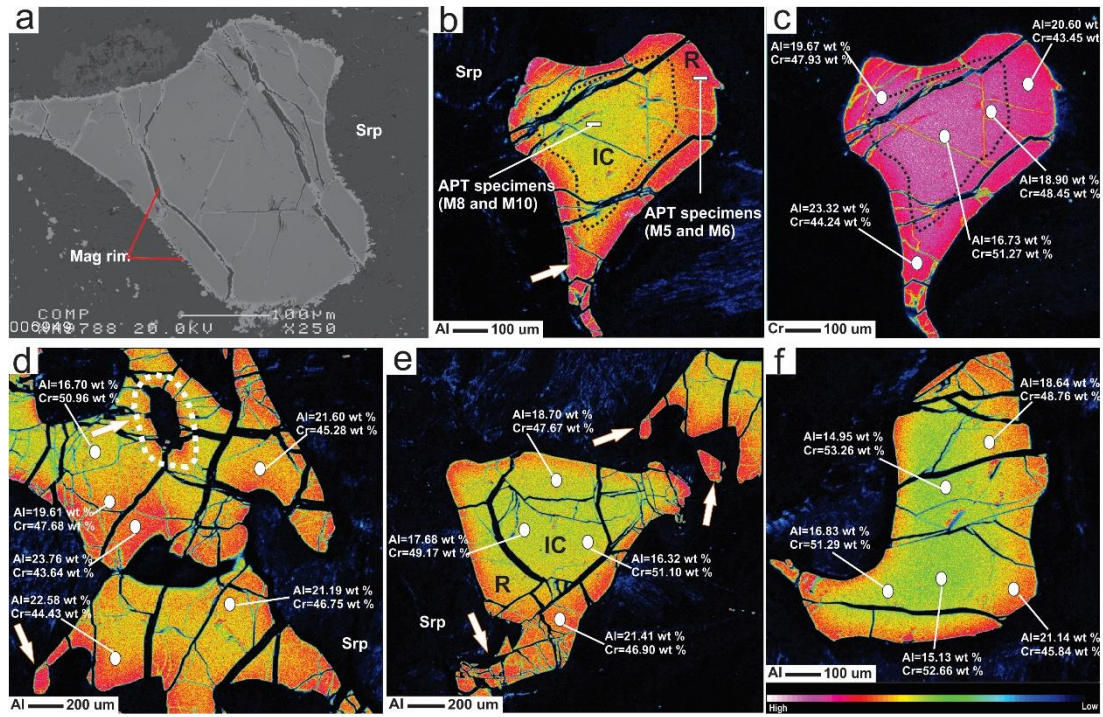 a
Srp
Mag rim
COMP
100µm
20.0KV
X250
b
Srp
R
IC
APT specimens
(M8 and M10)
APT specimens
(M5 and M6)
Al
100 um
c
Al=20.60 wt
Cr=43.45 wt
Al=19.67 wt %
Cr=47.93 wt %
Al=18.90 wt %
Cr=48.45 wt %
Al=23.32 wt %
Cr=44.24 wt %
Al=16.73 wt %
Cr=51.27 wt %
Cr
100 um
d
Al=16.70 wt %
Cr=50.96 wt %
Al=21.60 wt %
Cr=45.28 wt %
Al=19.61 wt %
Cr=47.68 wt %
Al=23.76 wt %
Cr=43.64 wt %
Al=22.58 wt %
Cr=44.43 wt %
Al=21.19 wt %
Cr=46.75 wt %
Srp
Al
200 um
e
Al=18.70 wt %
Cr=47.67 wt %
Al=17.68 wt %
Cr=49.17 wt %
IC
Al=16.32 wt %
Cr=51.10 wt %
R
Srp
Al=21.41 wt %
Cr=46.90 wt %
Al
200 um
f
Al=18.64 wt %
Cr=48.76 wt %
Al=14.95 wt %
Cr=53.26 wt %
Al=16.83 wt %
Cr=51.29 wt %
Al=21.14 wt %
Cr=45.84 wt %
Al=15.13 wt %
Cr=52.66 wt %
Al
100 um
High
Low